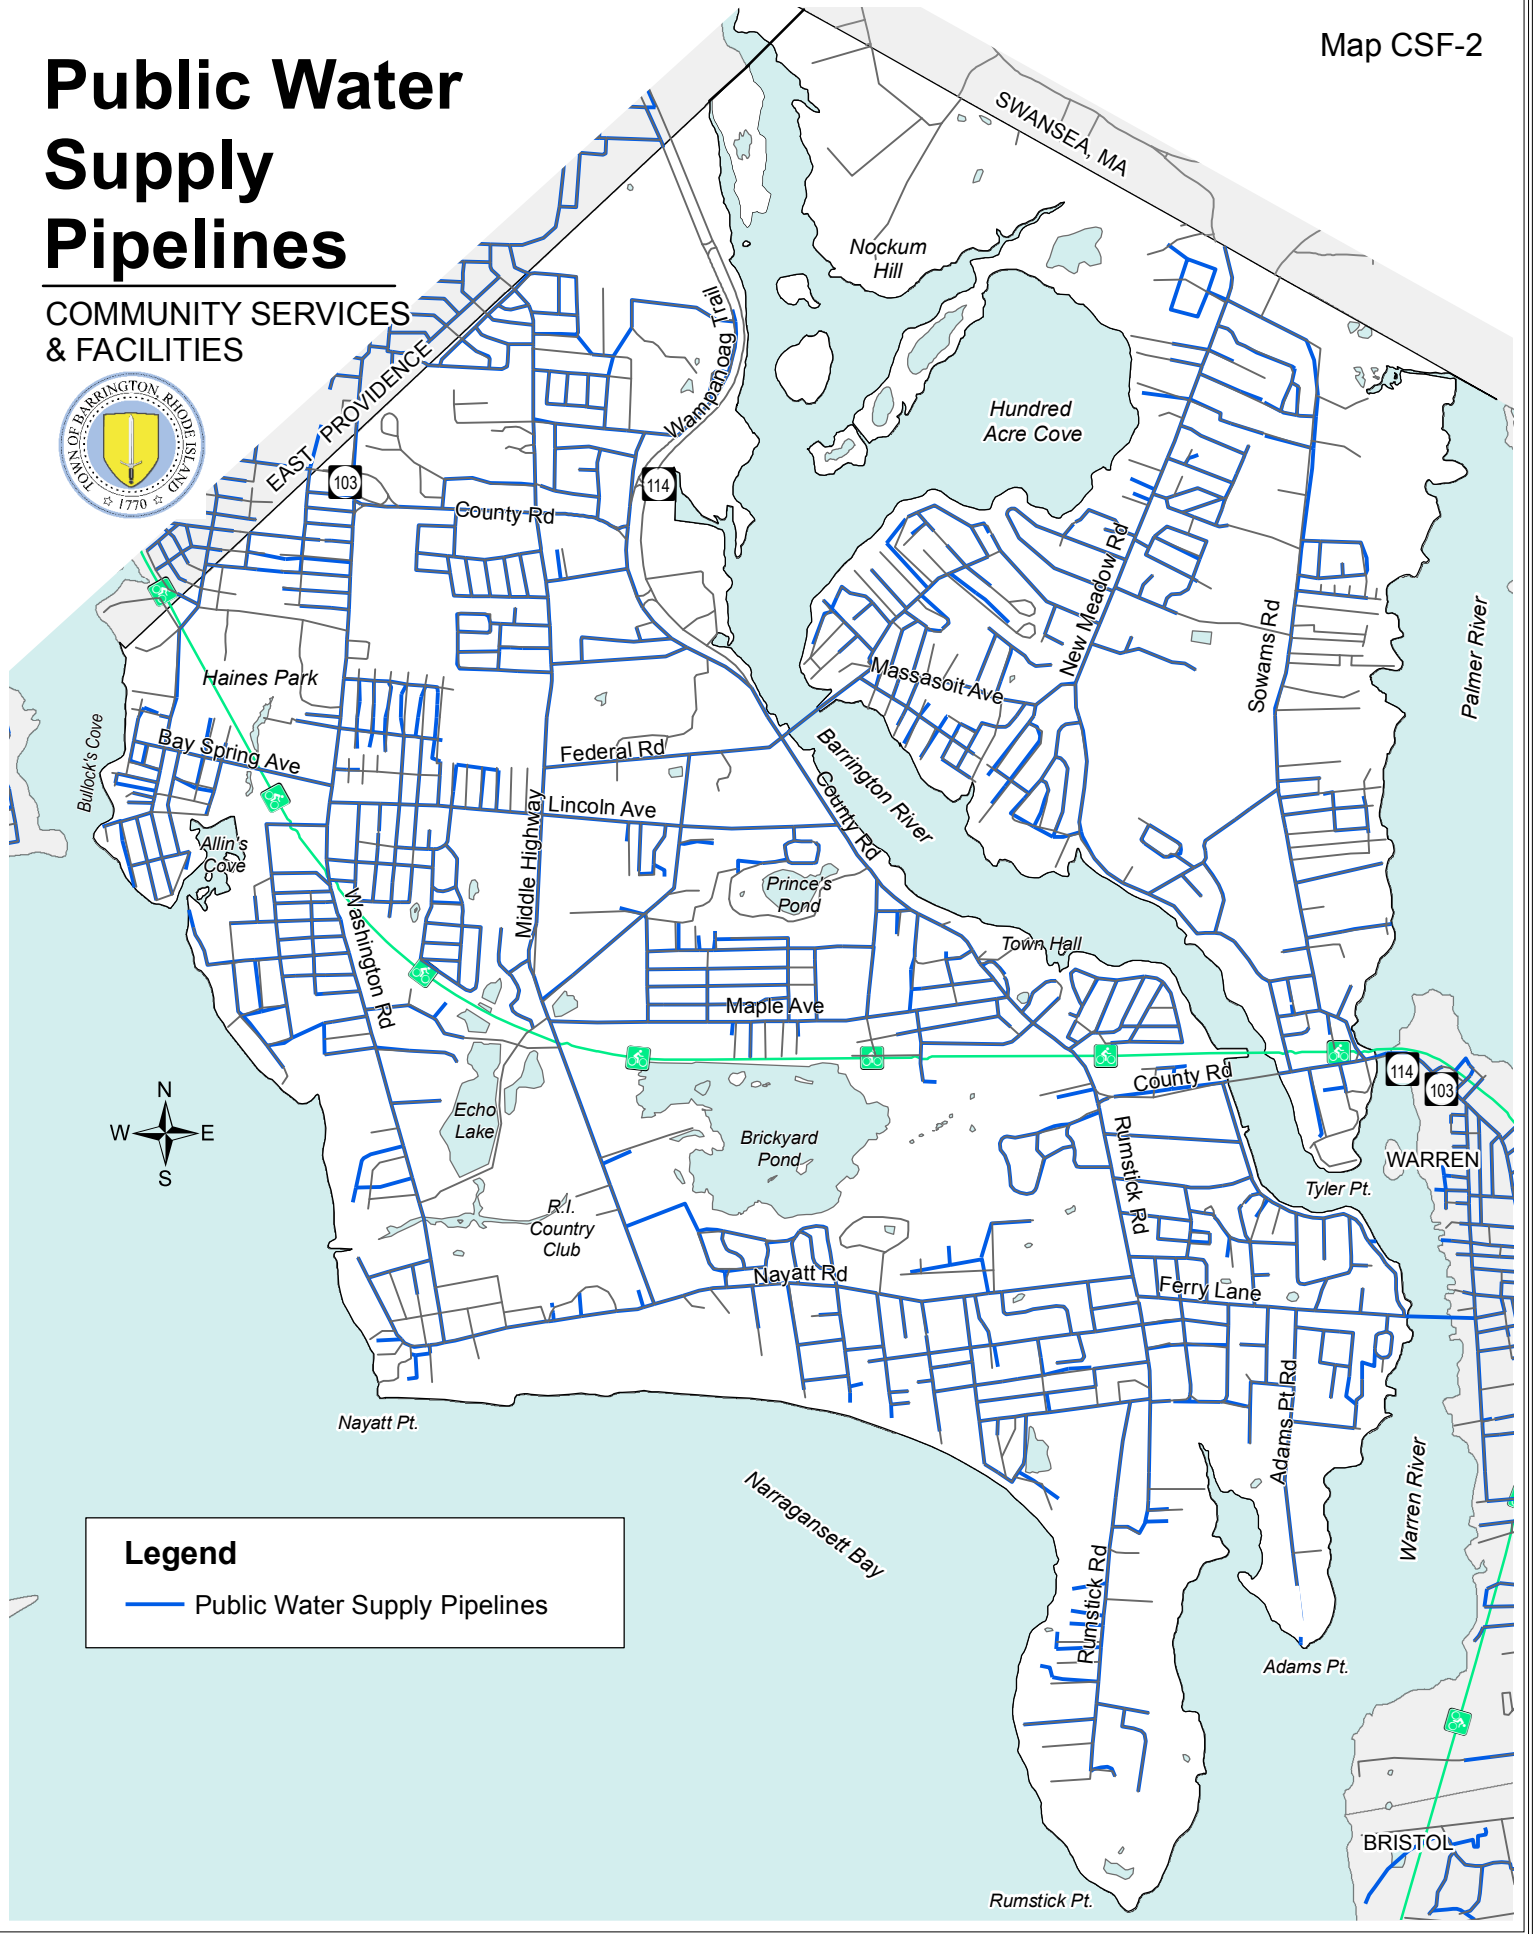 Map CSF-2
Public Water
Supply
Pipelines
COMMUNITY SERVICES
& FACILITIES
TOWN OF BARRINGTON, RHODE ISLAND
☆ 1770 ☆
SWANSEA, MA
Nockum
Hill
Wampanoag Trail
EAST PROVIDENCE
Hundred
Acre Cove
103
114
County Rd
New Meadow Rd
Sowams Rd
Palmer River
Haines Park
Massasoit Ave
Bullock's Cove
Bay Spring Ave
Federal Rd
Barrington River
Lincoln Ave
County Rd
Middle Highway
Allin's
Cove
Prince's
Pond
Washington Rd
Town Hall
Maple Ave
County Rd
114
103
N
W
E
S
Echo
Lake
Brickyard
Pond
Rumstick Rd
WARREN
Tyler Pt.
R.I.
Country
Club
Nayatt Rd
Ferry Lane
Adams Pt Rd
Nayatt Pt.
Narragansett Bay
Warren River
Legend
Public Water Supply Pipelines
Rumstick Rd
Adams Pt.
BRISTOL
Rumstick Pt.